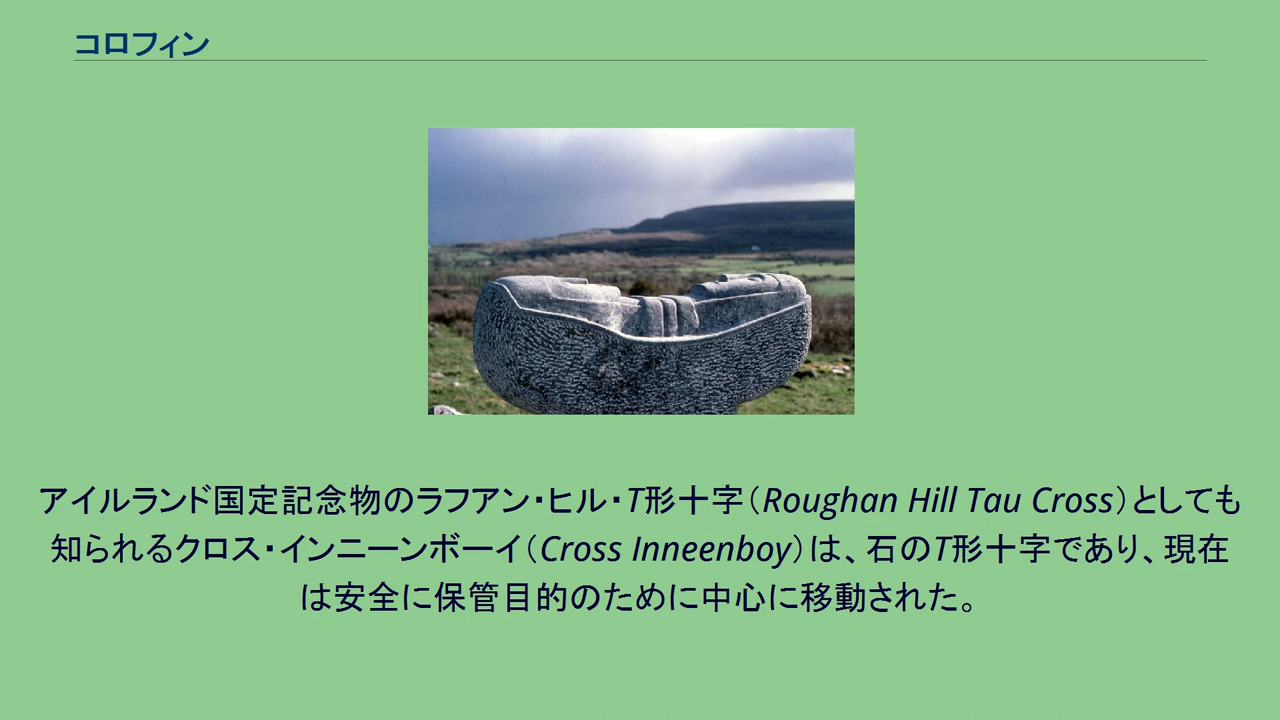 コロフィン
アイルランド国定記念物のラフアン・ヒル・T形十字（Roughan Hill Tau Cross）としても
知られるクロス・インニーンボーイ（Cross Inneenboy）は、石のT形十字であり、現在
は安全に保管目的のために中心に移動された。